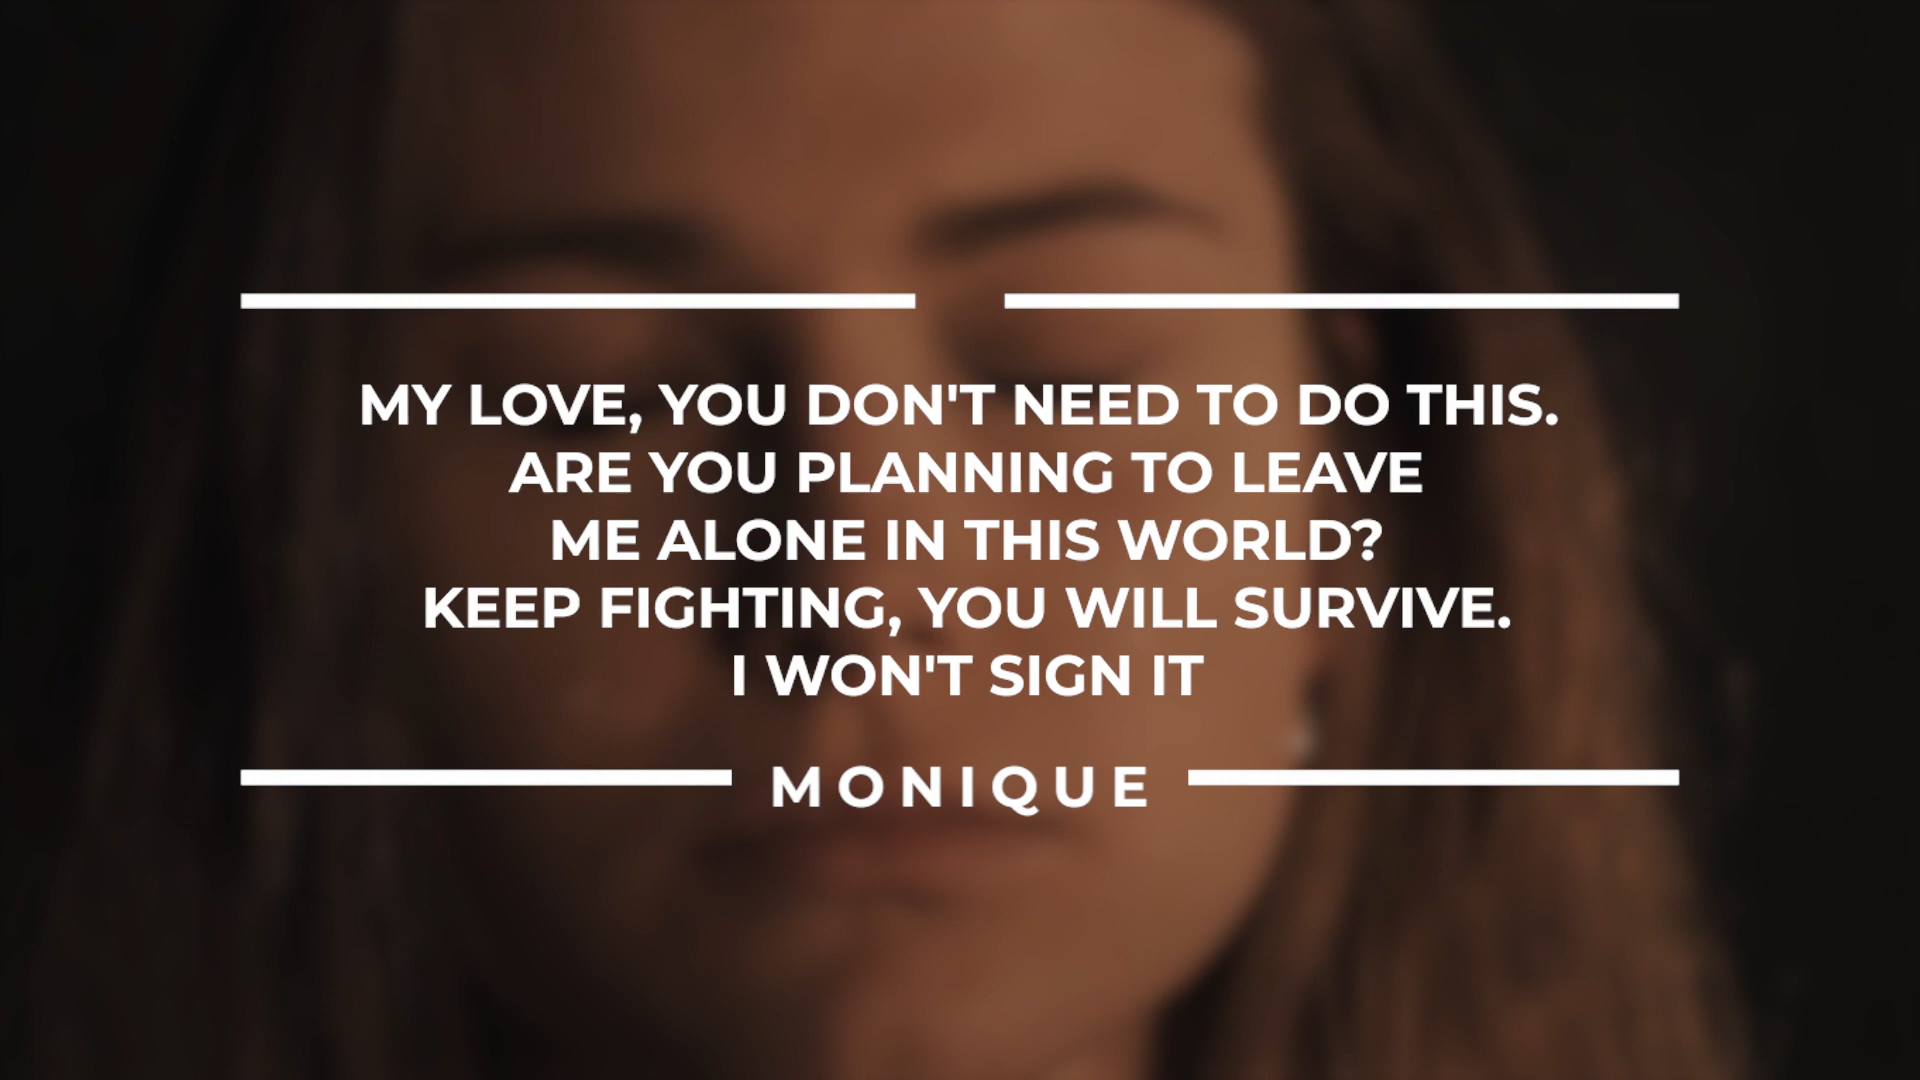 MY LOVE, YOU DON'T NEED TO DO THIS.
ARE YOU PLANNING TO LEAVE
ME ALONE IN THIS WORLD?
KEEP FIGHTING, YOU WILL SURVIVE.
I WON'T SIGN IT
MONIQUE